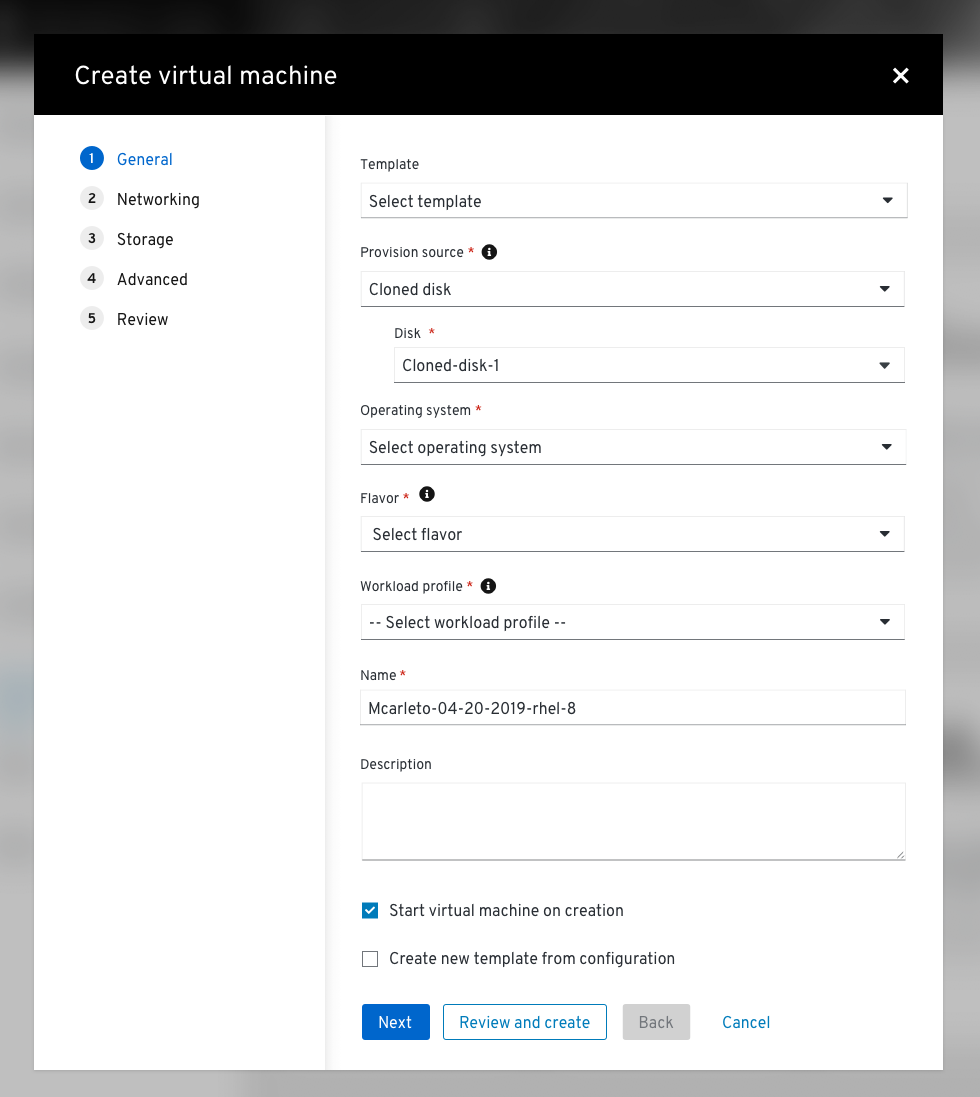 Create virtual machine
1 General
2 Networking
3 Storage
4 Advanced
5 Review
Template
Select template
Provision source *
Cloned disk
Disk *
Cloned-disk-1
Operating system *
Select operating system
Flavor *
Select flavor
Workload profile *
-- Select workload profile --
Name *
Mcarleto-04-20-2019-rhel-8
Description
Start virtual machine on creation
Create new template from configuration
Next Review and create Back Cancel